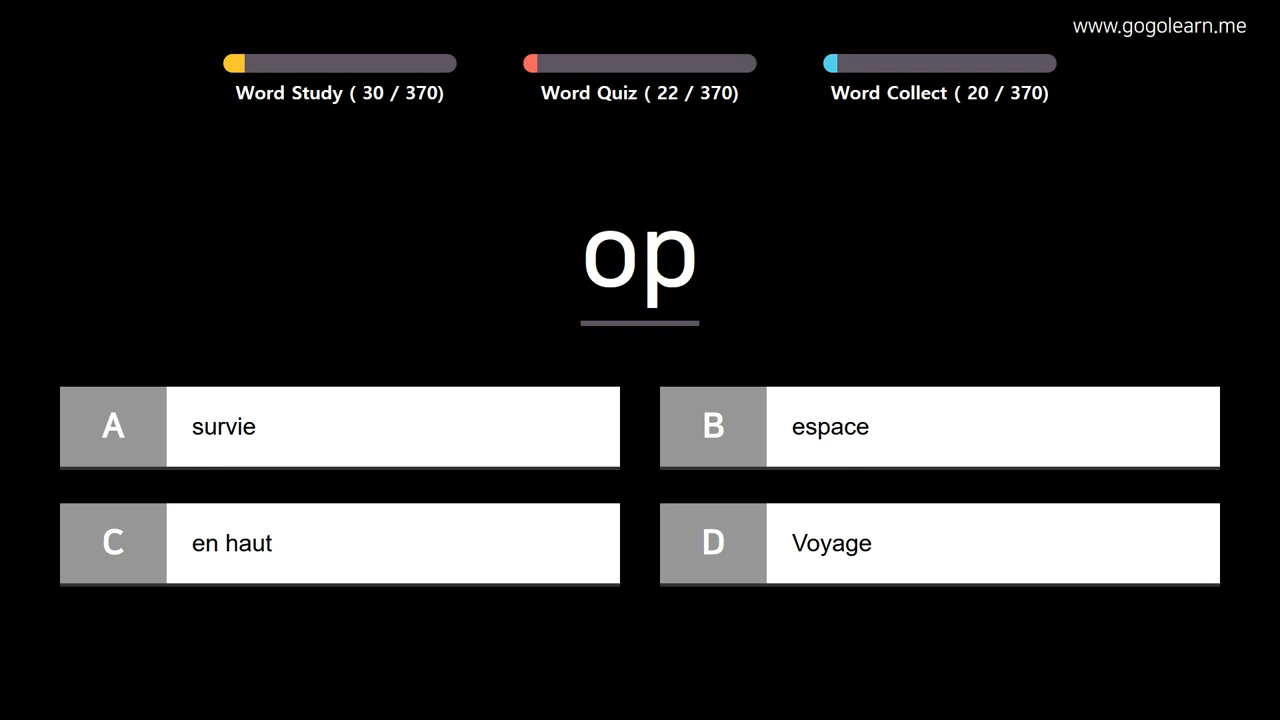 www.gogolearn.me
Word Study ( 30 / 370)
Word Quiz ( 22 / 370)
Word Collect ( 20 / 370)
op
A survie
B espace
C en haut
D Voyage